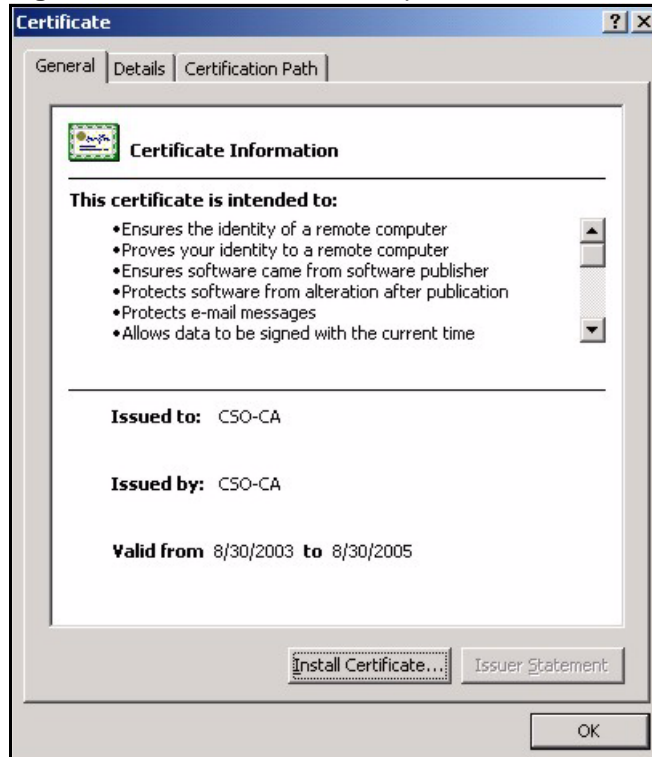 Certificate
General
Details
Certification Path
Certificate Information
This certificate is intended to:
•Ensures the identity of a remote computer
•Proves your identity to a remote computer
•Ensures software came from software publisher
•Protects software from alteration after publication
•Protects e-mail messages
•Allows data to be signed with the current time
Issued to: CSO-CA
Issued by: CSO-CA
Valid from 8/30/2003 to 8/30/2005
Install Certificate...
Issuer Statement
OK